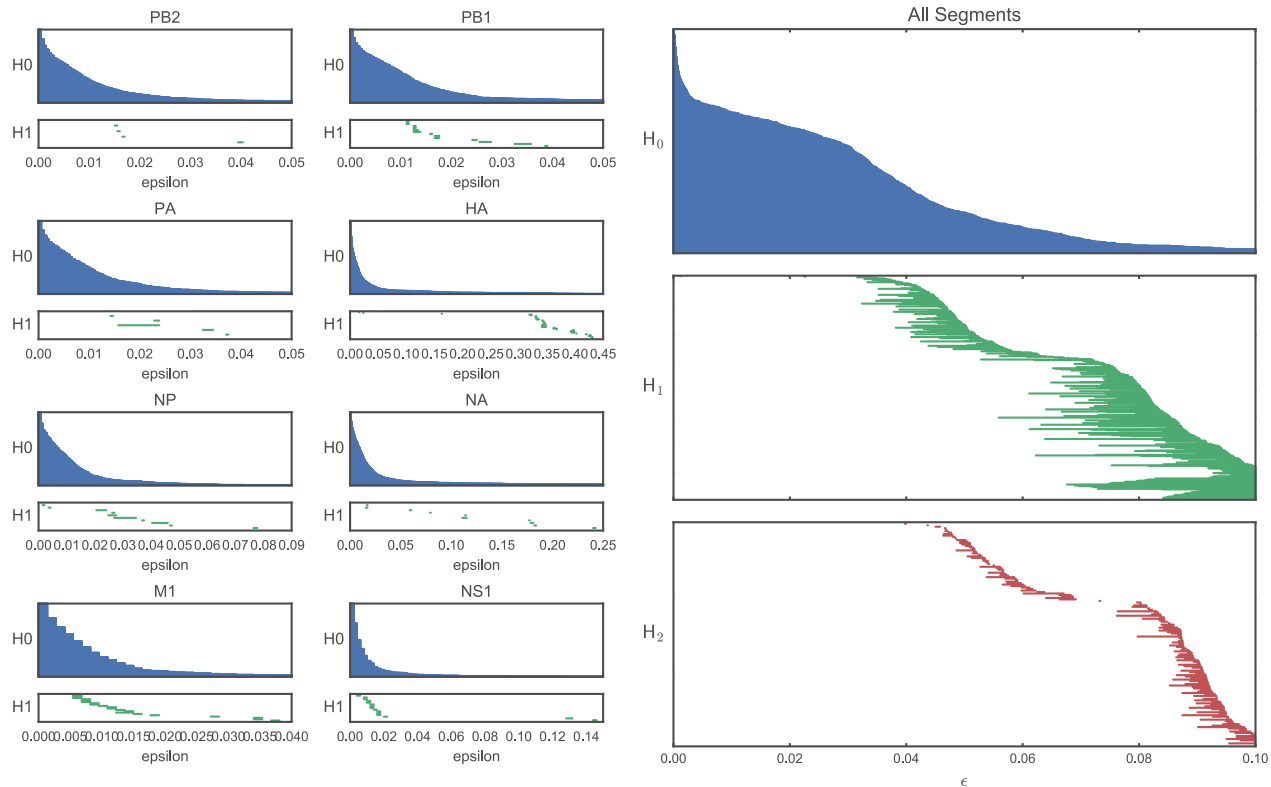 PB2
H0
H1
0.00 0.01 0.02 0.03 0.04 0.05
epsilon
PB1
H0
H1
0.00 0.01 0.02 0.03 0.04 0.05
epsilon
PA
H0
H1
0.00 0.01 0.02 0.03 0.04 0.05
epsilon
HA
H0
H1
0.00 0.05 0.10 0.15 0.20 0.25 0.30 0.35 0.40 0.45
epsilon
NP
H0
H1
0.00 0.01 0.02 0.03 0.04 0.05 0.06 0.07 0.08 0.09
epsilon
NA
H0
H1
0.00 0.05 0.10 0.15 0.20 0.25
epsilon
M1
H0
H1
0.000 0.005 0.010 0.015 0.020 0.025 0.030 0.035 0.040
epsilon
NS1
H0
H1
0.00 0.02 0.04 0.06 0.08 0.10 0.12 0.14
epsilon
All Segments
H₀
H₁
H₂
0.00 0.02 0.04 0.06 0.08 0.10
ϵ